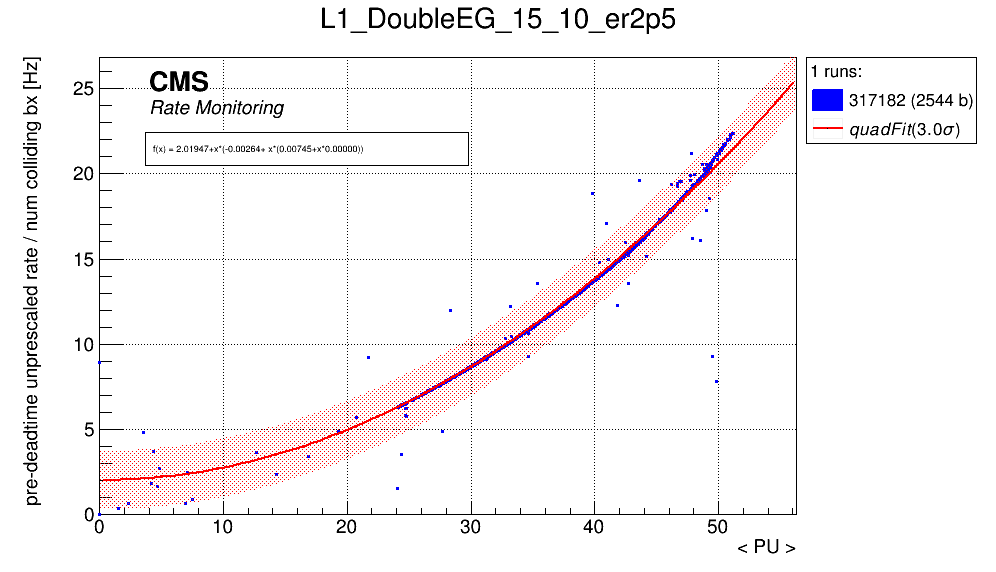 L1_DoubleEG_15_10_er2p5
pre-deadtime unprescaled rate / num colliding bx [Hz]
CMS
Rate Monitoring
f(x) = 2.01947+x*(-0.00264+ x*(0.00745+x*0.00000))
1 runs:
317182 (2544 b)
quadFit(3.0σ)
25
20
15
10
5
0
0 10 20 30 40 50
< PU >